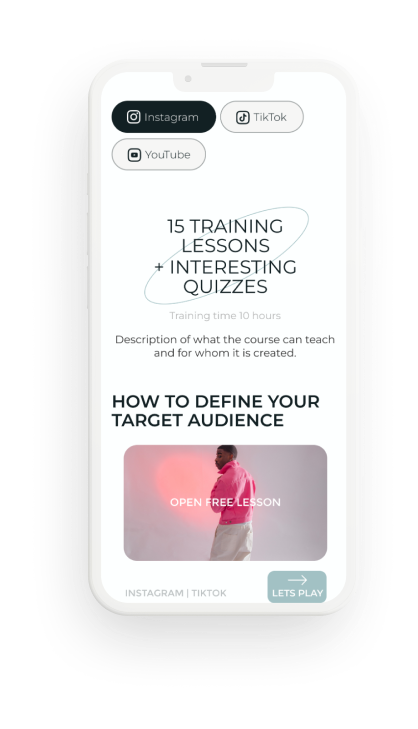 Instagram
TikTok
YouTube
15 TRAINING
LESSONS
+ INTERESTING
QUIZZES
Training time 10 hours
Description of what the course can teach
and for whom it is created.
HOW TO DEFINE YOUR
TARGET AUDIENCE
OPEN FREE LESSON
INSTAGRAM | TIKTOK
LETS PLAY